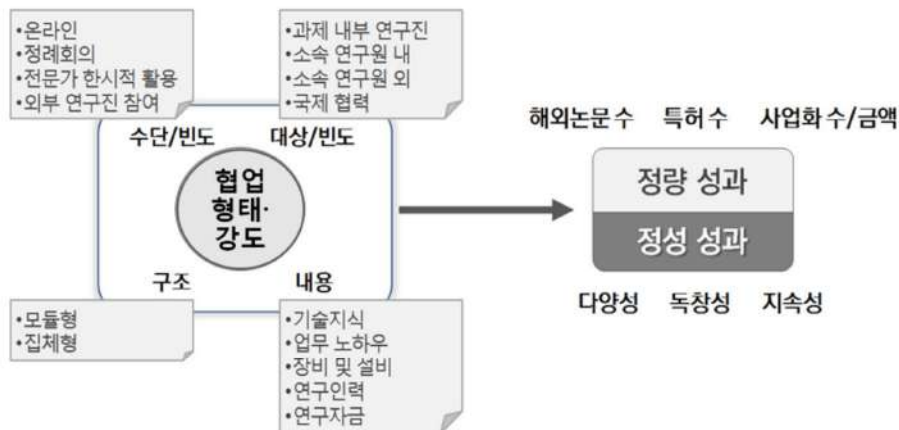 •온라인
•정례회의
•전문가 한시적 활용
•외부 연구진 참여
•과제 내부 연구진
•소속 연구원 내
•소속 연구원 외
•국제 협력
수단/빈도
대상/빈도
협업
형태·
강도
구조
내용
•모듈형
•집체형
•기술지식
•업무 노하우
•장비 및 설비
•연구인력
•연구자금
해외논문 수
특허 수
사업화 수/금액
정량 성과
정성 성과
다양성
독창성
지속성